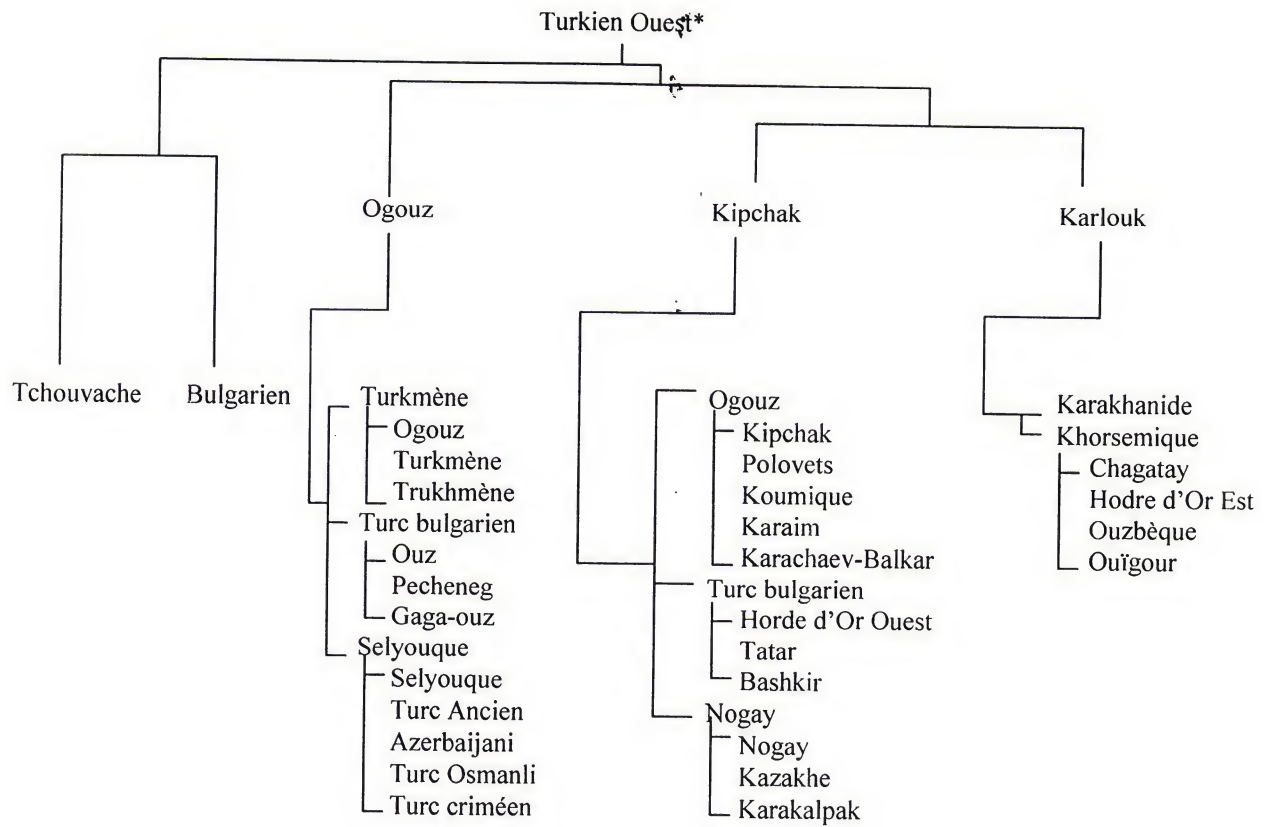 Turkien Ouest*
Ogouz
Kipchak
Karlouk
Tchouvache
Bulgarien
Turkmène
Ogouz
Turkmène
Trukhmène
Turc bulgarien
Ouz
Pecheneg
Gaga-ouz
Selyouque
Selyouque
Turc Ancien
Azerbaijani
Turc Osmanli
Turc criméen
Ogouz
Kipchak
Polovets
Koumique
Karaim
Karachaev-Balkar
Turc bulgarien
Horde d'Or Ouest
Tatar
Bashkir
Nogay
Nogay
Kazakhe
Karakalpak
Karakhanide
Khorsemique
Chagatay
Hodre d'Or Est
Ouzbèque
Ouïgour